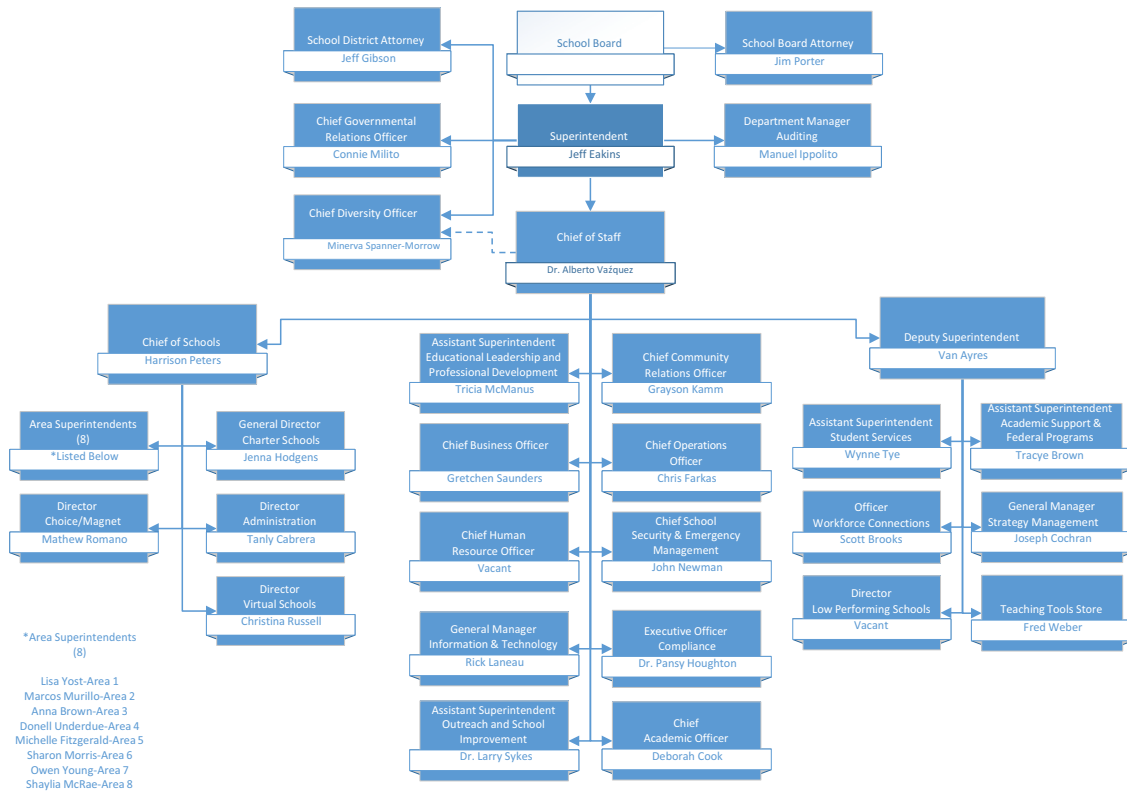 School District Attorney
Jeff Gibson
School Board
School Board Attorney
Jim Porter
Chief Governmental
Relations Officer
Connie Milito
Superintendent
Jeff Eakins
Department Manager
Auditing
Manuel Ippolito
Chief Diversity Officer
Minerva Spanner-Morrow
Chief of Staff
Dr. Alberto Vaźquez
Chief of Schools
Harrison Peters
Deputy Superintendent
Van Ayres
Area Superintendents
(8)
*Listed Below
General Director
Charter Schools
Jenna Hodgens
Director
Choice/Magnet
Mathew Romano
Director
Administration
Tanly Cabrera
Director
Virtual Schools
Christina Russell
*Area Superintendents
(8)
Lisa Yost-Area 1
Marcos Murillo-Area 2
Anna Brown-Area 3
Donell Underdue-Area 4
Michelle Fitzgerald-Area 5
Sharon Morris-Area 6
Owen Young-Area 7
Shaylia McRae-Area 8
Assistant Superintendent
Educational Leadership and
Professional Development
Tricia McManus
Chief Community
Relations Officer
Grayson Kamm
Chief Business Officer
Gretchen Saunders
Chief Operations
Officer
Chris Farkas
Chief Human
Resource Officer
Vacant
Chief School
Security & Emergency
Management
John Newman
General Manager
Information & Technology
Rick Laneau
Executive Officer
Compliance
Dr. Pansy Houghton
Assistant Superintendent
Outreach and School
Improvement
Dr. Larry Sykes
Chief
Academic Officer
Deborah Cook
Assistant Superintendent
Student Services
Wynne Tye
Assistant Superintendent
Academic Support &
Federal Programs
Tracye Brown
Officer
Workforce Connections
Scott Brooks
General Manager
Strategy Management
Joseph Cochran
Director
Low Performing Schools
Vacant
Teaching Tools Store
Fred Weber